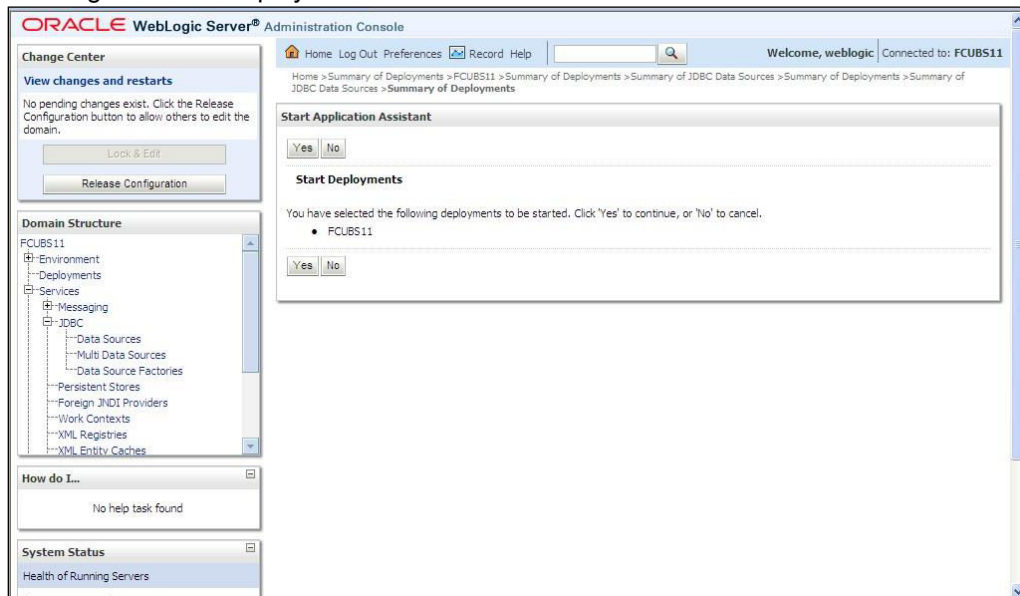 ORACLE WebLogic Server® Administration Console
Change Center
View changes and restarts
No pending changes exist. Click the Release
Configuration button to allow others to edit the
domain.
Lock & Edit
Release Configuration
Domain Structure
FCUBS11
Environment
Deployments
Services
Messaging
JDBC
Data Sources
Multi Data Sources
Data Source Factories
Persistent Stores
Foreign JNDI Providers
Work Contexts
XML Registries
XML Entity Caches
How do I...
No help task found
System Status
Health of Running Servers
Home Log Out Preferences Record Help
Welcome, weblogic Connected to: FCUBS11
Home >Summary of Deployments >FCUBS11 >Summary of Deployments >Summary of JDBC Data Sources >Summary of Deployments >Summary of
JDBC Data Sources >Summary of Deployments
Start Application Assistant
Yes No
Start Deployments
You have selected the following deployments to be started. Click 'Yes' to continue, or 'No' to cancel.
• FCUBS11
Yes No